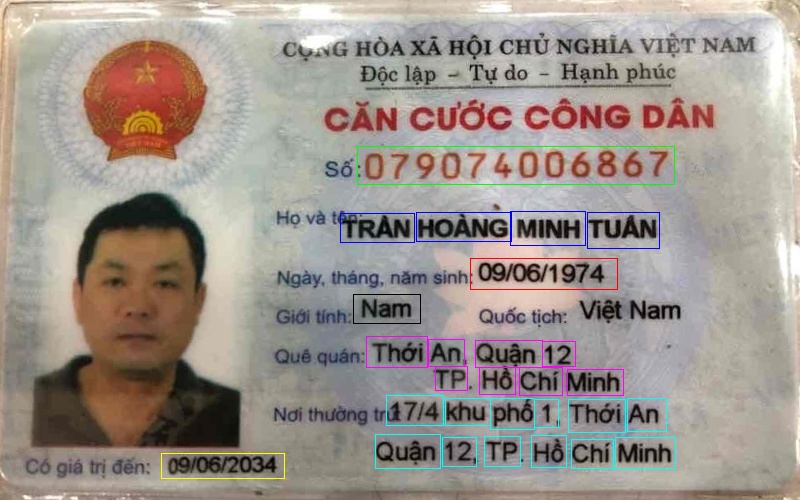 CỘNG HÒA XÃ HỘI CHỦ NGHĨA VIỆT NAM
Độc lập - Tự do - Hạnh phúc
CĂN CƯỚC CÔNG DÂN
Số: 079074006867
Họ và tên: TRẦN HOÀNG MINH TUẤN
Ngày, tháng, năm sinh: 09/06/1974
Giới tính: Nam Quốc tịch: Việt Nam
Quê quán: Thới An, Quận 12
TP. Hồ Chí Minh
Nơi thường trú: 17/4 khu phố 1, Thới An
Quận 12, TP. Hồ Chí Minh
Có giá trị đến: 09/06/2034